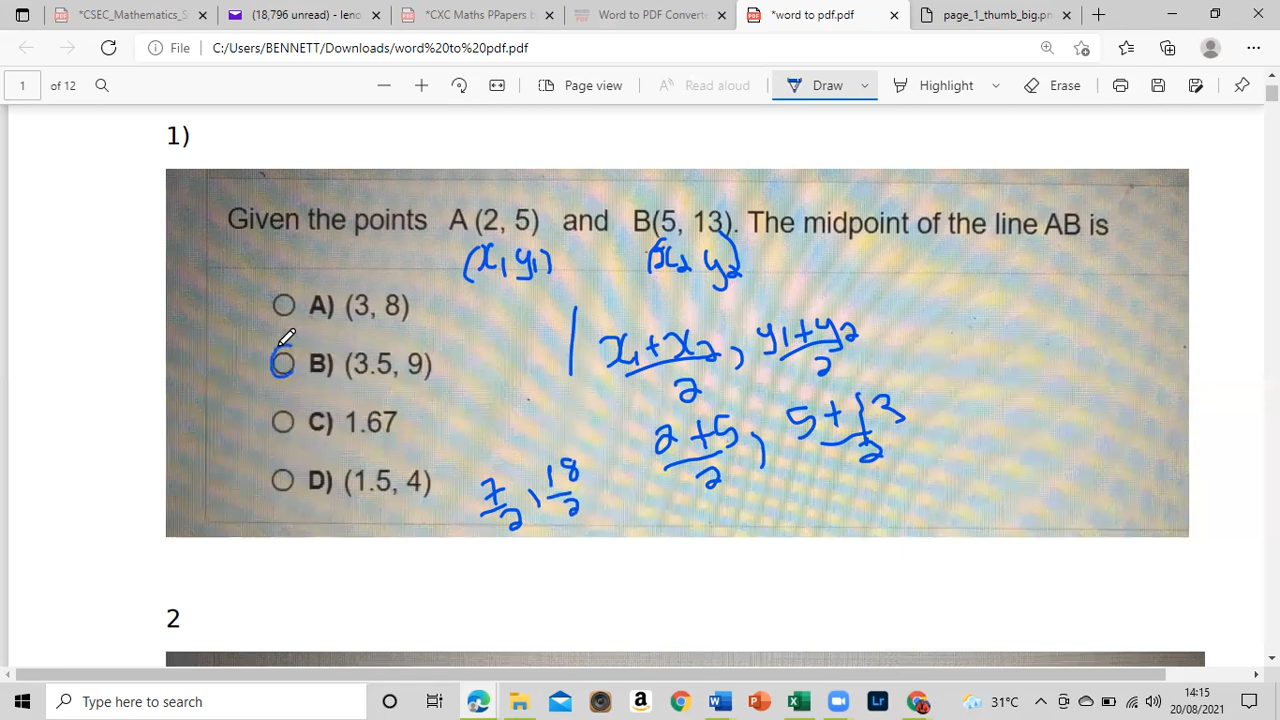 *CSEC_Mathematics_S
(18,796 unread) - leno
*CXC Maths PPapers b
Word to PDF Converte
*word to pdf.pdf
page_1_thumb_big.pn
File C:/Users/BENNETT/Downloads/word%20to%20pdf.pdf
1 of 12 Page view Read aloud Draw Highlight Erase
1)
Given the points A (2, 5) and B(5, 13). The midpoint of the line AB is
(x₁ y₁) (x₂ y₂)
A) (3, 8)
x₁+x₂/2, y₁+y₂/2
B) (3.5, 9)
C) 1.67
2+5/2, 5+13/2
D) (1.5, 4)
7/2, 18/2
2
Type here to search
31°C
14:15
20/08/2021